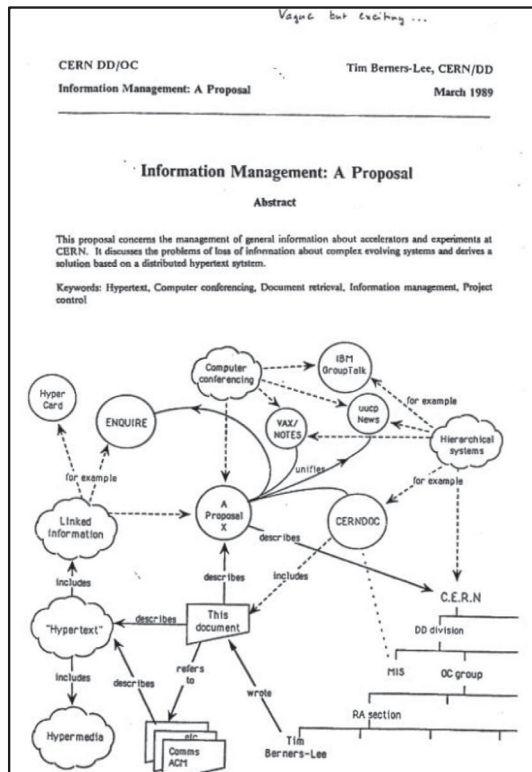 Vague but exciting ...
CERN DD/OC
Tim Berners-Lee, CERN/DD
Information Management: A Proposal
March 1989
Information Management: A Proposal
Abstract
This proposal concerns the management of general information about accelerators and experiments at
CERN. It discusses the problems of loss of information about complex evolving systems and derives a
solution based on a distributed hypertext sytstem.
Keywords: Hypertext, Computer conferencing, Document retrieval, Information management, Project
control
IBM
GroupTalk
Computer
conferencing
Hyper
Card
for example
uucp
News
ENQUIRE
VAX/
NOTES
Hierarchical
systems
unifies
for example
for example
A
Proposal
X
CERNDOC
Linked
information
describes
C.E.R.N
includes
describes
includes
This
document
"Hypertext"
describes
DD division
refers
to
MIS
OC group
includes
describes
wrote
RA section
Hypermedia
etc
Comms
ACM
Tim
Berners-Lee